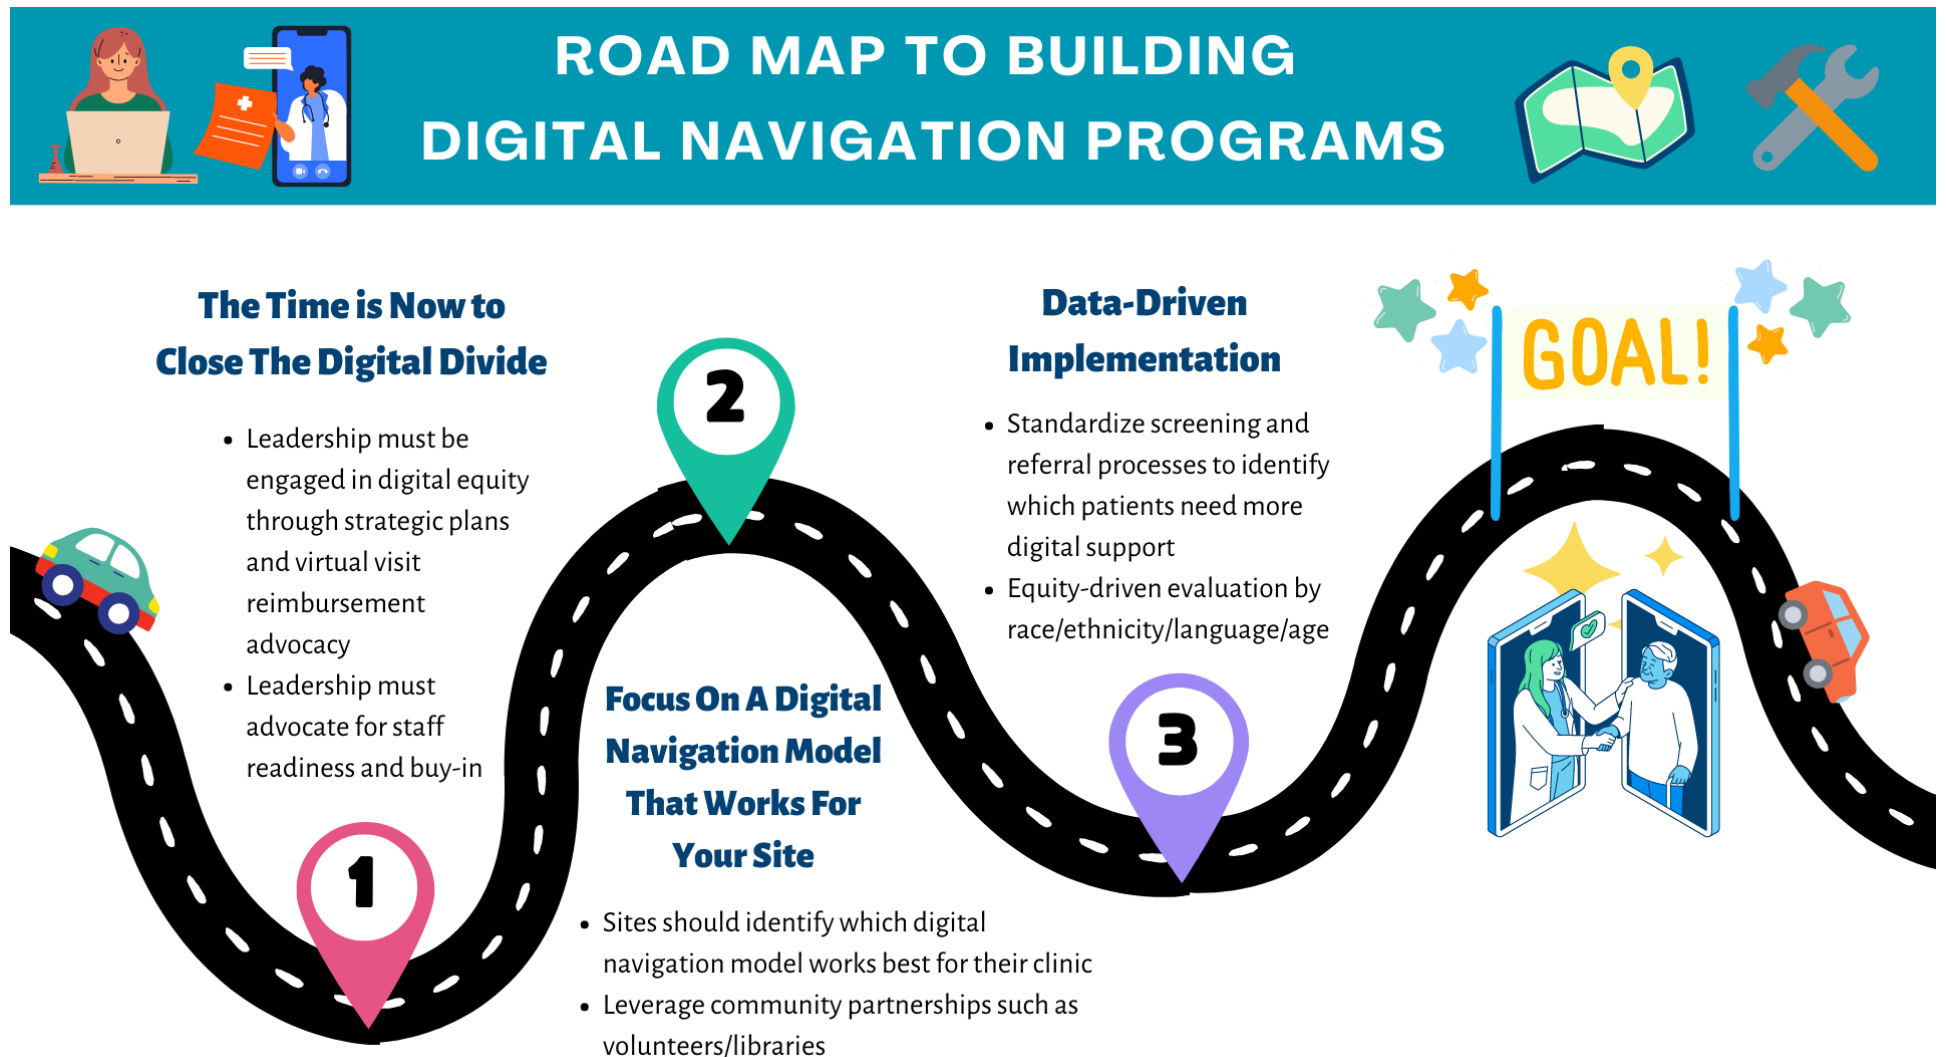 ROAD MAP TO BUILDING
DIGITAL NAVIGATION PROGRAMS
The Time is Now to
Close The Digital Divide
• Leadership must be
engaged in digital equity
through strategic plans
and virtual visit
reimbursement
advocacy
• Leadership must
advocate for staff
readiness and buy-in
1
2
Focus On A Digital
Navigation Model
That Works For
Your Site
• Sites should identify which digital
navigation model works best for their clinic
• Leverage community partnerships such as
volunteers/libraries
Data-Driven
Implementation
• Standardize screening and
referral processes to identify
which patients need more
digital support
• Equity-driven evaluation by
race/ethnicity/language/age
3
GOAL!